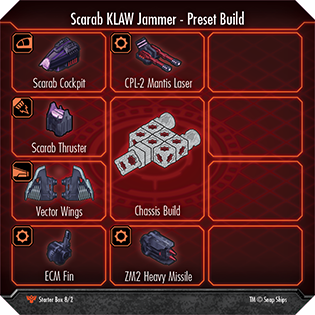 Scarab KLAW Jammer - Preset Build
Scarab Cockpit
CPL-2 Mantis Laser
Scarab Thruster
Vector Wings
Chassis Build
ECM Fin
ZM2 Heavy Missile
Starter Box 8/2
TM © Snap Ships